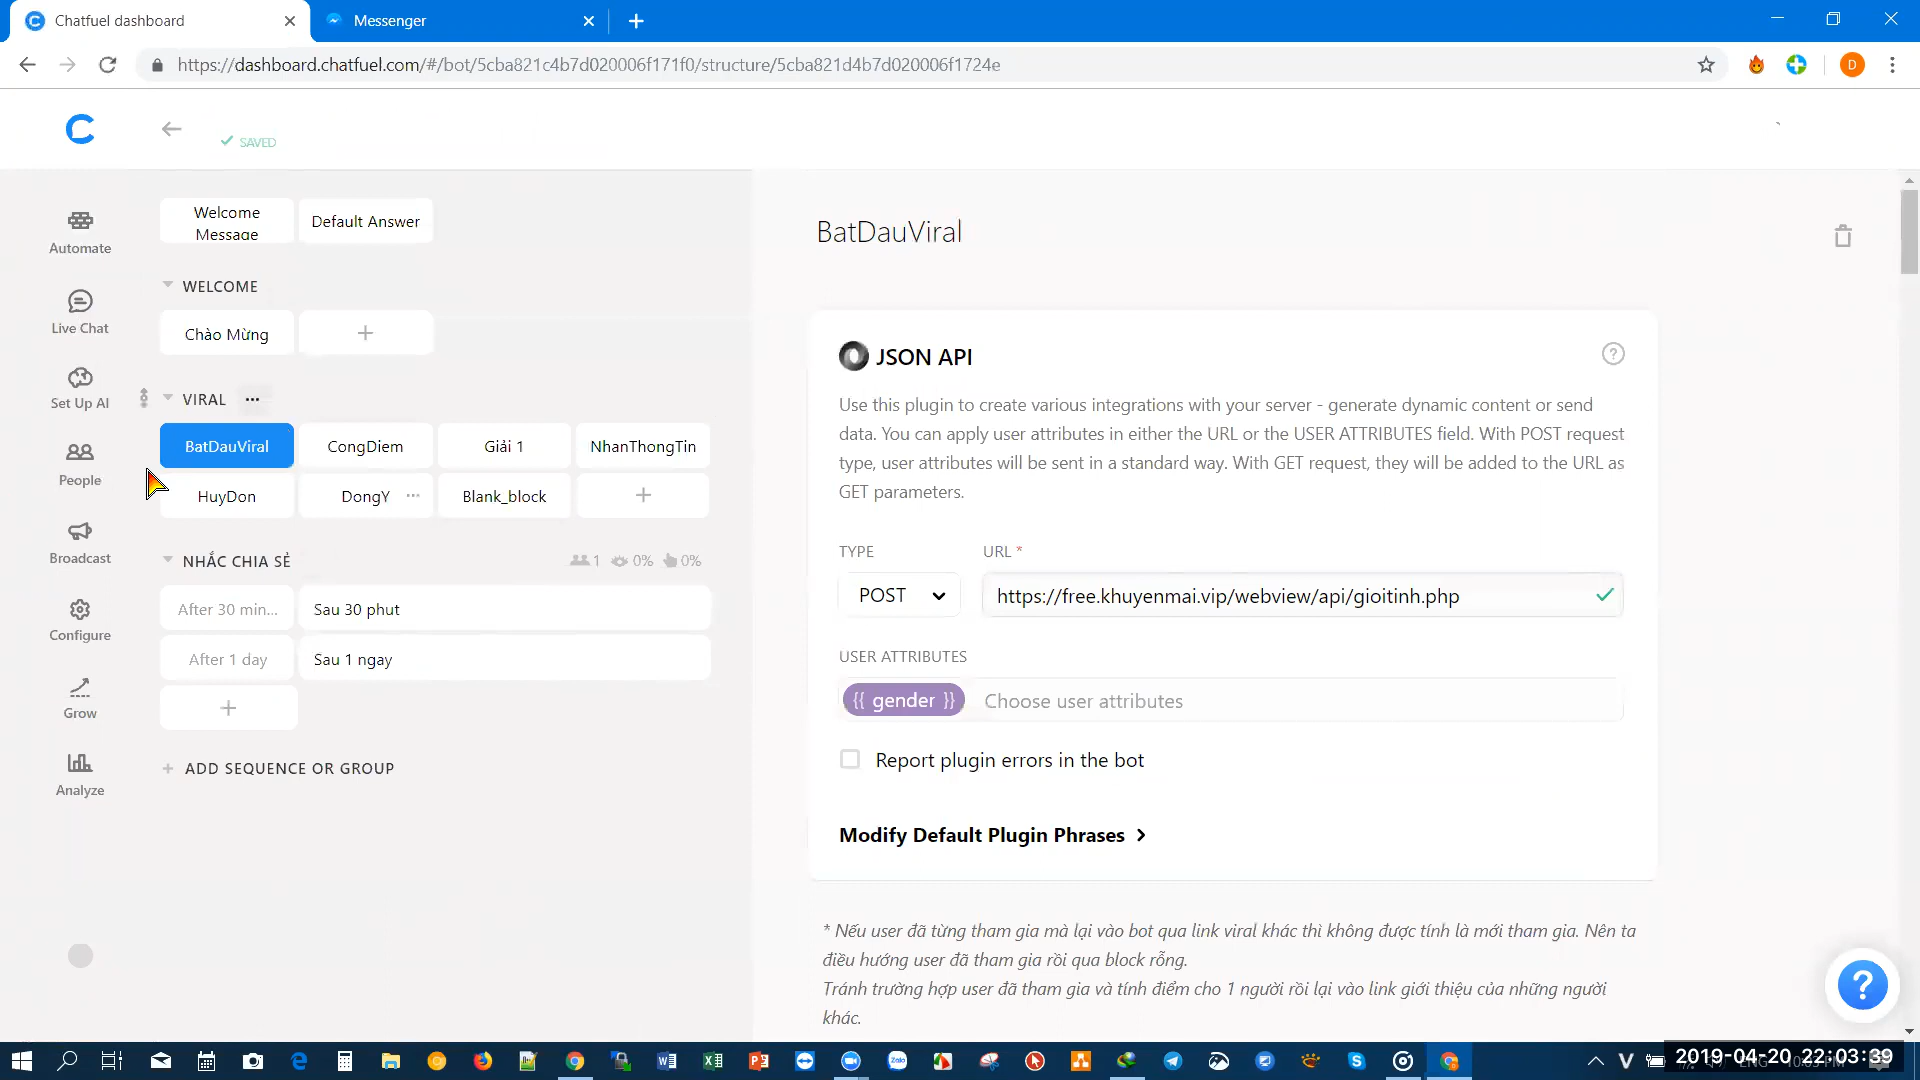 Chatfuel dashboard
Messenger
https://dashboard.chatfuel.com/#/bot/5cba821c4b7d020006f171f0/structure/5cba821d4b7d020006f1724e
D
SAVED
Automate
Live Chat
Set Up AI
People
Broadcast
Configure
Grow
Analyze
Welcome
Message
Default Answer
WELCOME
Chào Mừng
+
VIRAL ...
BatDauViral
CongDiem
Giải 1
NhanThongTin
HuyDon
DongY ...
Blank_block
+
NHẮC CHIA SẺ
1 0% 0%
After 30 min... Sau 30 phut
After 1 day Sau 1 ngay
+
+ ADD SEQUENCE OR GROUP
BatDauViral
JSON API
?
Use this plugin to create various integrations with your server - generate dynamic content or send
data. You can apply user attributes in either the URL or the USER ATTRIBUTES field. With POST request
type, user attributes will be sent in a standard way. With GET request, they will be added to the URL as
GET parameters.
TYPE URL *
POST https://free.khuyenmai.vip/webview/api/gioitinh.php
USER ATTRIBUTES
{{ gender }} Choose user attributes
Report plugin errors in the bot
Modify Default Plugin Phrases
* Nếu user đã từng tham gia mà lại vào bot qua link viral khác thì không được tính là mới tham gia. Nên ta
điều hướng user đã tham gia rồi qua block rỗng.
Tránh trường hợp user đã tham gia và tính điểm cho 1 người rồi lại vào link giới thiệu của những người
khác.
?
2019-04-20 22:03:39